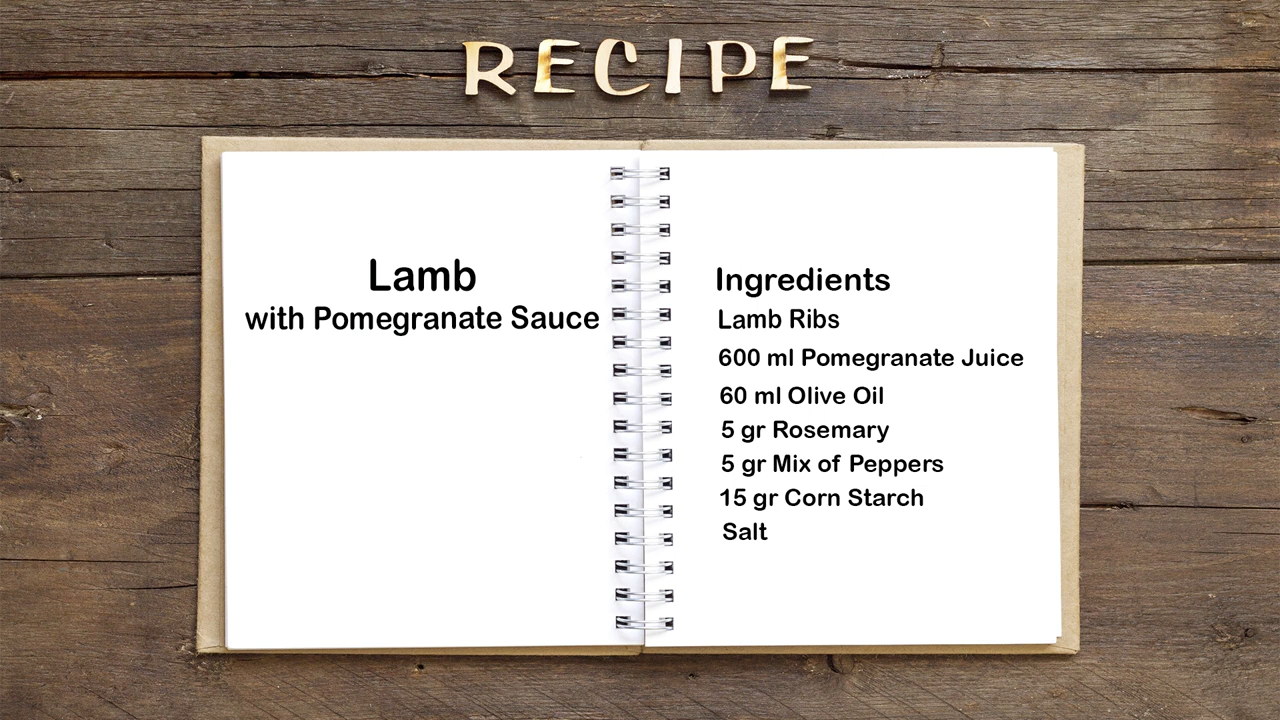 RECIPE
Lamb
with Pomegranate Sauce
Ingredients
Lamb Ribs
600 ml Pomegranate Juice
60 ml Olive Oil
5 gr Rosemary
5 gr Mix of Peppers
15 gr Corn Starch
Salt